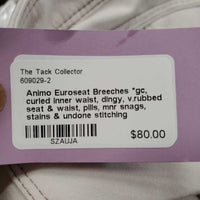 The Tack Collector
609029-2
Animo Euroseat Breeches *gc,
curled inner waist, dingy, v.rubbed
seat & waist, pills, mnr snags,
stains & undone stitching
SZAUJA
$80.00